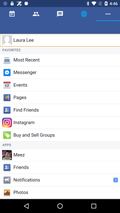 4:46
Laura Lee
FAVORITES
Most Recent
Messenger
Events
Pages
Find Friends
Instagram
Buy and Sell Groups
APPS
Meez
Friends
Notifications
Photos